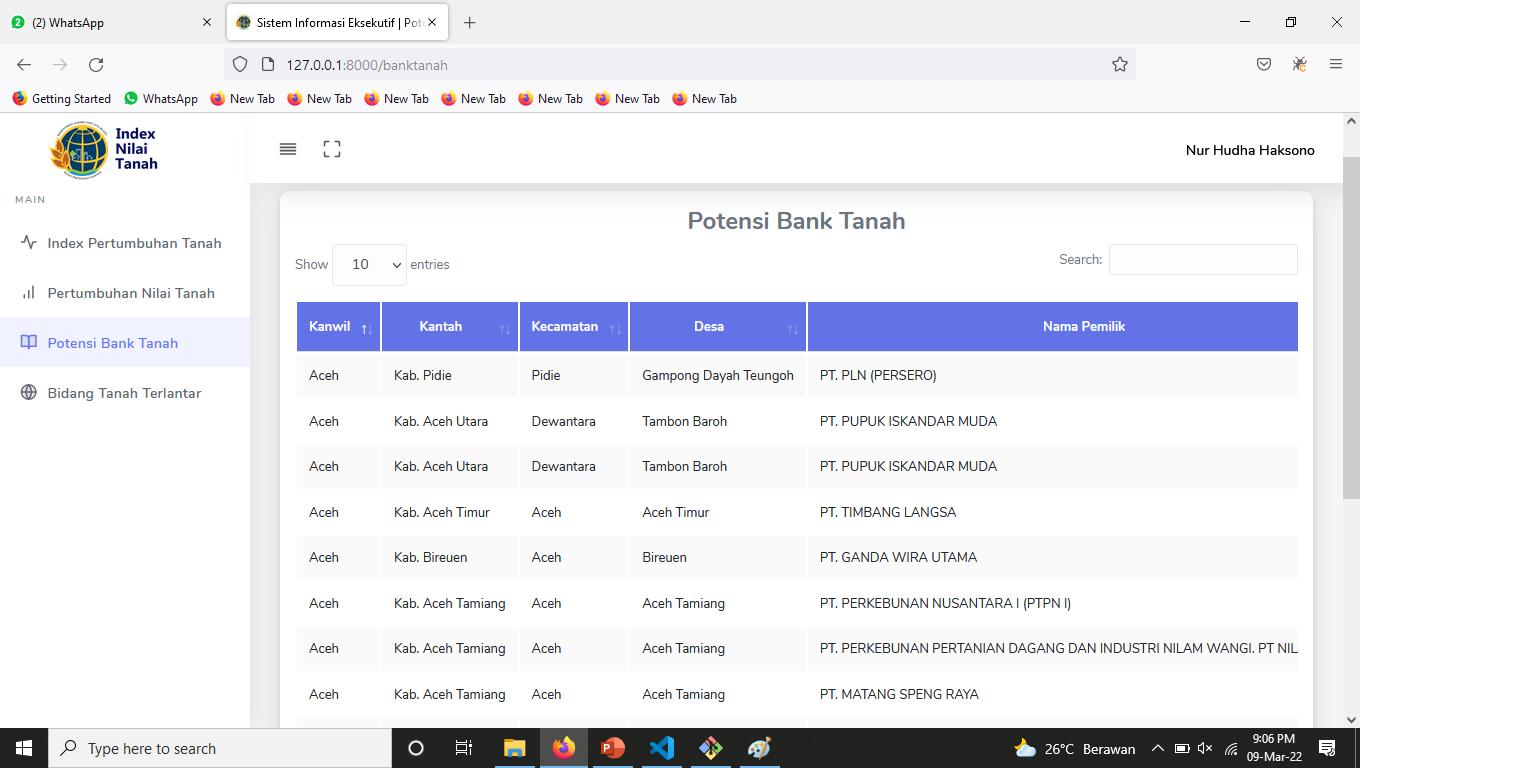 2 (2) WhatsApp Sistem Informasi Eksekutif | Pot
127.0.0.1:8000/banktanah
Getting Started WhatsApp New Tab New Tab New Tab New Tab New Tab New Tab New Tab
Index
Nilai
Tanah
Nur Hudha Haksono
MAIN
Index Pertumbuhan Tanah
Pertumbuhan Nilai Tanah
Potensi Bank Tanah
Bidang Tanah Terlantar
Potensi Bank Tanah
Show 10 entries Search:
Kanwil Kantah Kecamatan Desa Nama Pemilik
Aceh Kab. Pidie Pidie Gampong Dayah Teungoh PT. PLN (PERSERO)
Aceh Kab. Aceh Utara Dewantara Tambon Baroh PT. PUPUK ISKANDAR MUDA
Aceh Kab. Aceh Utara Dewantara Tambon Baroh PT. PUPUK ISKANDAR MUDA
Aceh Kab. Aceh Timur Aceh Aceh Timur PT. TIMBANG LANGSA
Aceh Kab. Bireuen Aceh Bireuen PT. GANDA WIRA UTAMA
Aceh Kab. Aceh Tamiang Aceh Aceh Tamiang PT. PERKEBUNAN NUSANTARA I (PTPN I)
Aceh Kab. Aceh Tamiang Aceh Aceh Tamiang PT. PERKEBUNAN PERTANIAN DAGANG DAN INDUSTRI NILAM WANGI. PT NIL
Aceh Kab. Aceh Tamiang Aceh Aceh Tamiang PT. MATANG SPENG RAYA
Type here to search
26°C Berawan
9:06 PM
09-Mar-22